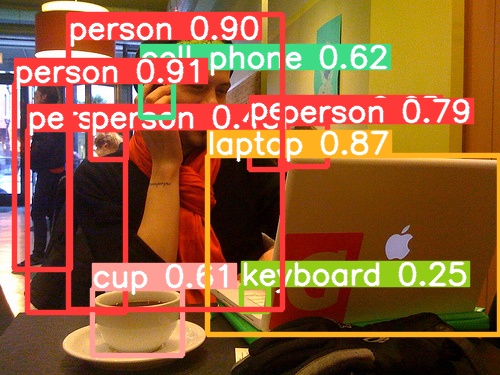 person 0.90
cell phone 0.62
person 0.91
person 0.79
laptop 0.87
cup 0.61
keyboard 0.25